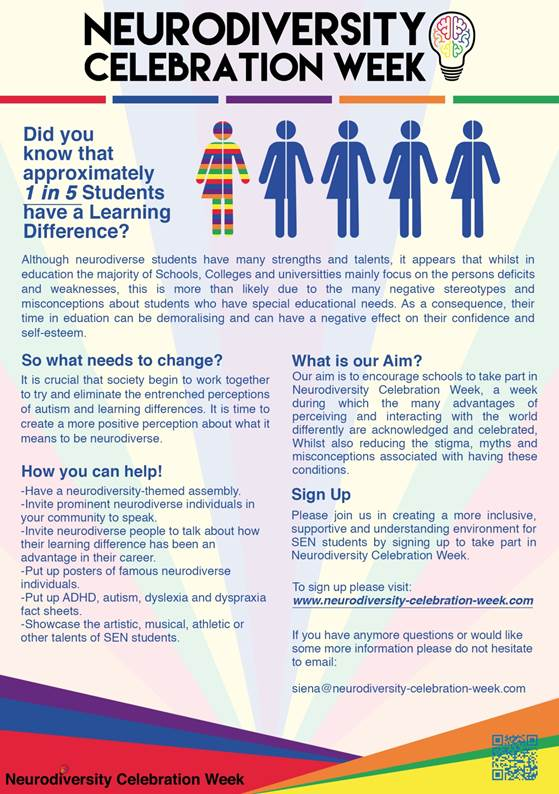 NEURODIVERSITY
CELEBRATION WEEK
Did you
know that
approximately
1 in 5 Students
have a Learning
Difference?
Although neurodiverse students have many strengths and talents, it appears that whilst in
education the majority of Schools, Colleges and universitties mainly focus on the persons deficits
and weaknesses, this is more than likely due to the many negative stereotypes and
misconceptions about students who have special educational needs. As a consequence, their
time in eduation can be demoralising and can have a negative effect on their confidence and
self-esteem.
So what needs to change?
It is crucial that society begin to work together
to try and eliminate the entrenched perceptions
of autism and learning differences. It is time to
create a more positive perception about what it
means to be neurodiverse.
How you can help!
-Have a neurodiversity-themed assembly.
-Invite prominent neurodiverse individuals in
your community to speak.
-Invite neurodiverse people to talk about how
their learning difference has been an
advantage in their career.
-Put up posters of famous neurodiverse
individuals.
-Put up ADHD, autism, dyslexia and dyspraxia
fact sheets.
-Showcase the artistic, musical, athletic or
other talents of SEN students.
What is our Aim?
Our aim is to encourage schools to take part in
Neurodiversity Celebration Week, a week
during which the many advantages of
perceiving and interacting with the world
differently are acknowledged and celebrated,
Whilst also reducing the stigma, myths and
misconceptions associated with having these
conditions.
Sign Up
Please join us in creating a more inclusive,
supportive and understanding environment for
SEN students by signing up to take part in
Neurodiversity Celebration Week.
To sign up please visit:
www.neurodiversity-celebration-week.com
If you have anymore questions or would like
some more information please do not hesitate
to email:
siena@neurodiversity-celebration-week.com
Neurodiversity Celebration Week